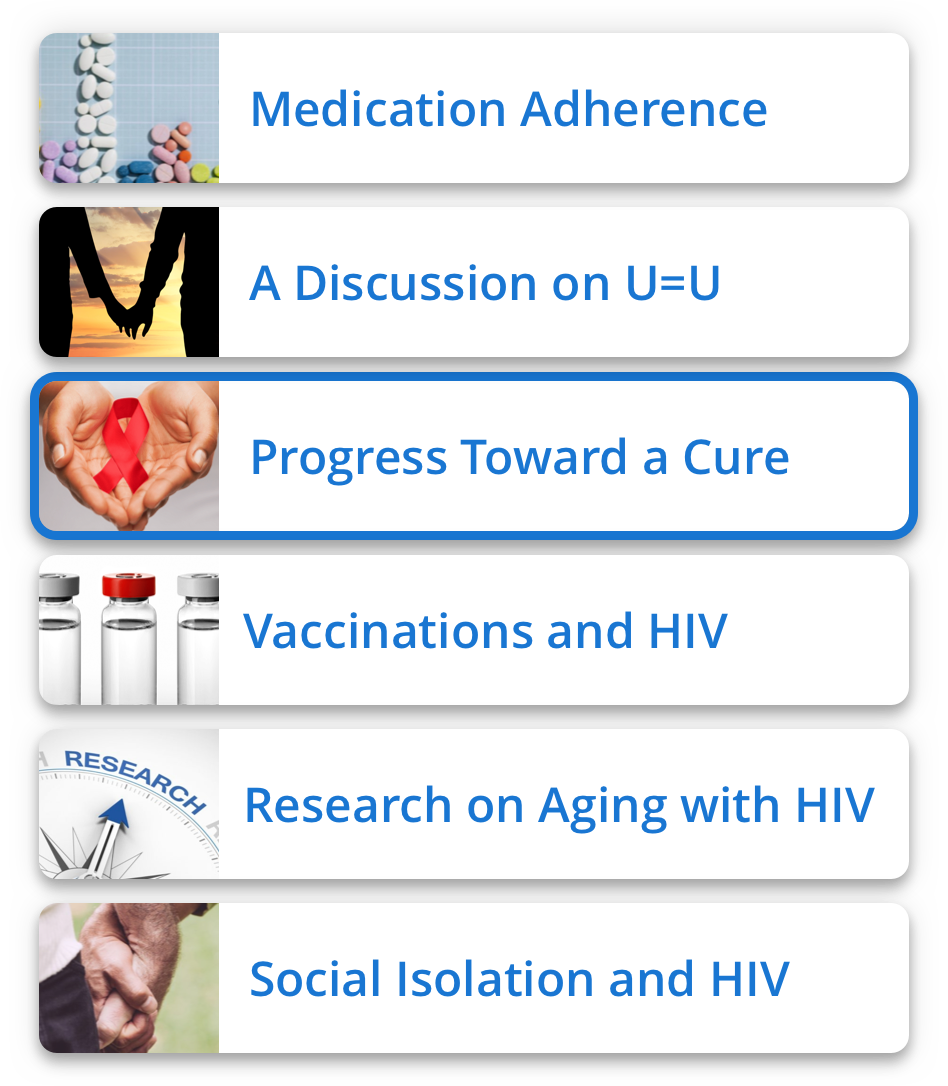 Medication Adherence
A Discussion on U=U
Progress Toward a Cure
Vaccinations and HIV
RESEARCH
Research on Aging with HIV
Social Isolation and HIV